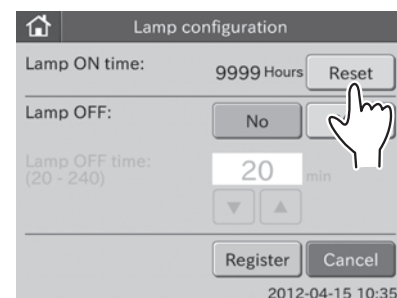 Lamp configuration
Lamp ON time: 9999 Hours Reset
Lamp OFF: No
Lamp OFF time: 20 min
(20 - 240)
Register Cancel
2012-04-15 10:35